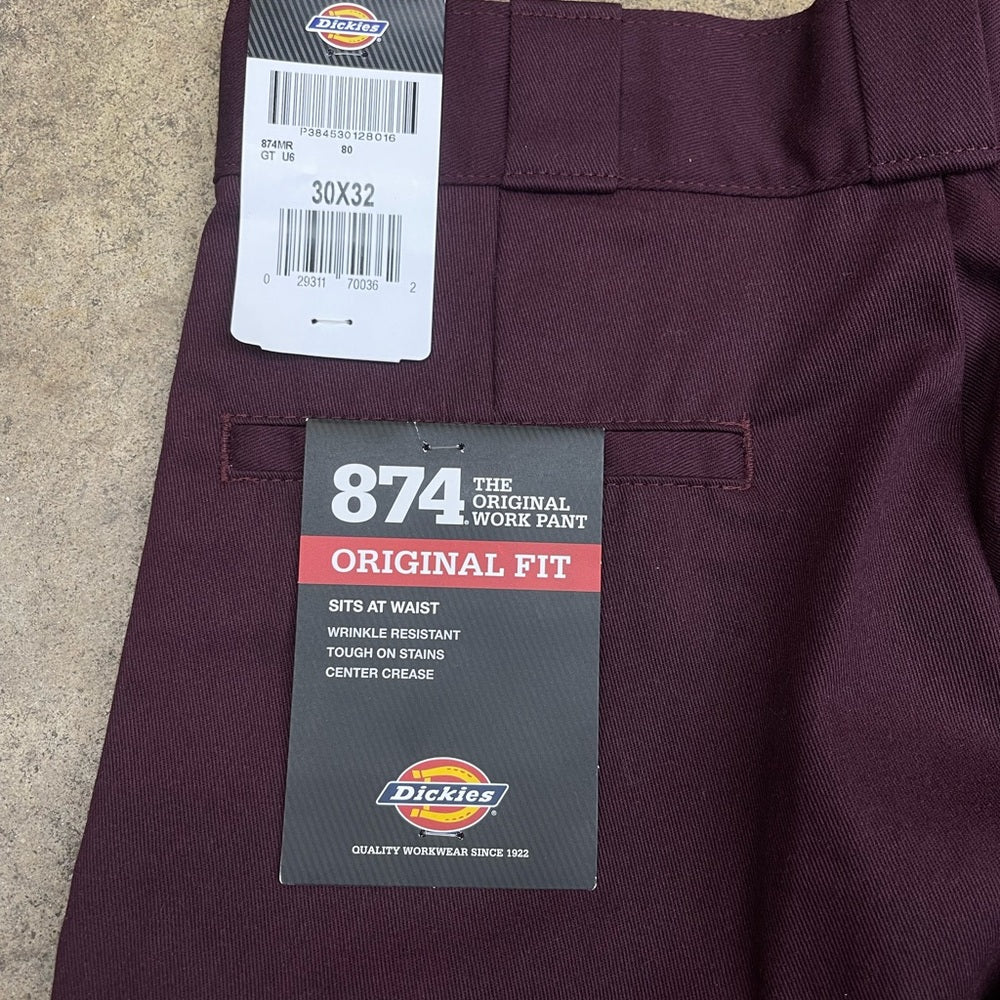 Dickies
P38453012B016
874MR 80
GT U6
30X32
0 29311 70036 2
874 THE
ORIGINAL
WORK PANT
ORIGINAL FIT
SITS AT WAIST
WRINKLE RESISTANT
TOUGH ON STAINS
CENTER CREASE
Dickies
QUALITY WORKWEAR SINCE 1922